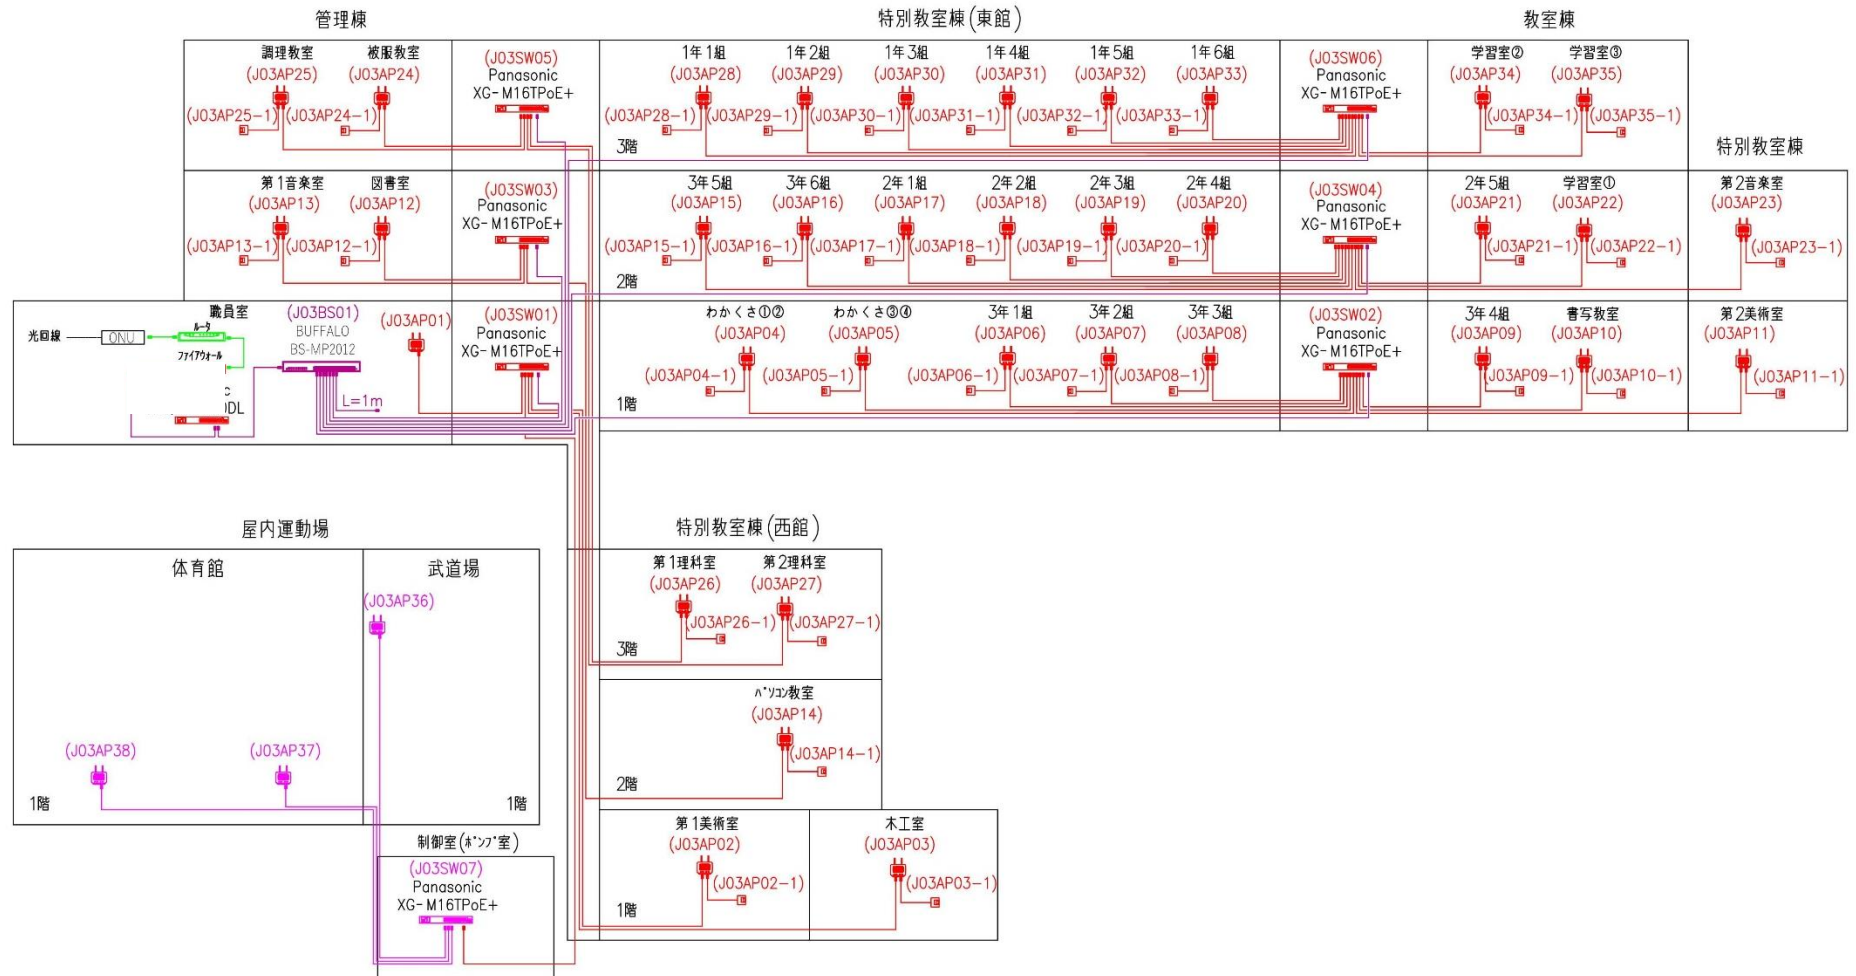 管理棟
特別教室棟(東館)
教室棟
調理教室
被服教室
(J03SW05)
1年1組
1年2組
1年3組
1年4組
1年5組
1年6組
(J03SW06)
学習室②
学習室③
(J03AP25)
(J03AP24)
Panasonic
XG-M16TPoE+
(J03AP28)
(J03AP29)
(J03AP30)
(J03AP31)
(J03AP32)
(J03AP33)
Panasonic
XG-M16TPoE+
(J03AP34)
(J03AP35)
(J03AP25-1)
(J03AP24-1)
(J03AP28-1)
(J03AP29-1)
(J03AP30-1)
(J03AP31-1)
(J03AP32-1)
(J03AP33-1)
(J03AP34-1)
(J03AP35-1)
3階
特別教室棟
第1音楽室
図書室
(J03SW03)
3年5組
3年6組
2年1組
2年2組
2年3組
2年4組
(J03SW04)
2年5組
学習室①
第2音楽室
(J03AP13)
(J03AP12)
Panasonic
XG-M16TPoE+
(J03AP15)
(J03AP16)
(J03AP17)
(J03AP18)
(J03AP19)
(J03AP20)
Panasonic
XG-M16TPoE+
(J03AP21)
(J03AP22)
(J03AP23)
(J03AP13-1)
(J03AP12-1)
(J03AP15-1)
(J03AP16-1)
(J03AP17-1)
(J03AP18-1)
(J03AP19-1)
(J03AP20-1)
(J03AP21-1)
(J03AP22-1)
(J03AP23-1)
2階
職員室
(J03BS01)
BUFFALO
BS-MP2012
(J03AP01)
(J03SW01)
Panasonic
XG-M16TPoE+
わかくさ①②
わかくさ③④
3年1組
3年2組
3年3組
(J03SW02)
Panasonic
XG-M16TPoE+
3年4組
書写教室
第2美術室
光回線
ONU
ルータ
ファイアウォール
(J03AP04)
(J03AP05)
(J03AP06)
(J03AP07)
(J03AP08)
(J03AP09)
(J03AP10)
(J03AP11)
(J03AP04-1)
(J03AP05-1)
(J03AP06-1)
(J03AP07-1)
(J03AP08-1)
(J03AP09-1)
(J03AP10-1)
(J03AP11-1)
c
DL
L=1m
1階
屋内運動場
特別教室棟(西館)
体育館
武道場
第1理科室
第2理科室
(J03AP36)
(J03AP26)
(J03AP27)
(J03AP26-1)
(J03AP27-1)
3階
パソコン教室
(J03AP14)
(J03AP14-1)
2階
(J03AP38)
(J03AP37)
1階
1階
制御室(ポンプ室)
(J03SW07)
Panasonic
XG-M16TPoE+
第1美術室
木工室
(J03AP02)
(J03AP03)
(J03AP02-1)
(J03AP03-1)
1階